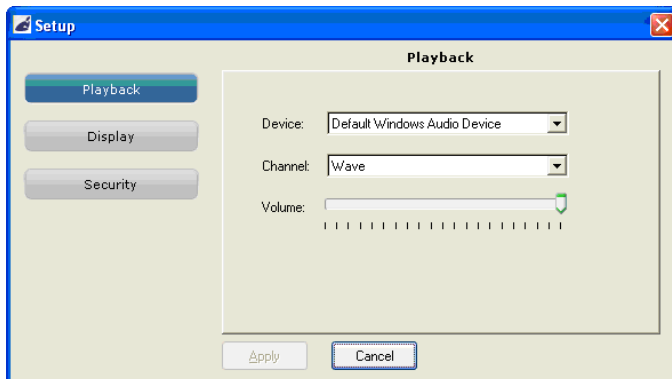 Setup
Playback
Playback
Display
Security
Device: Default Windows Audio Device
Channel: Wave
Volume:
Apply Cancel